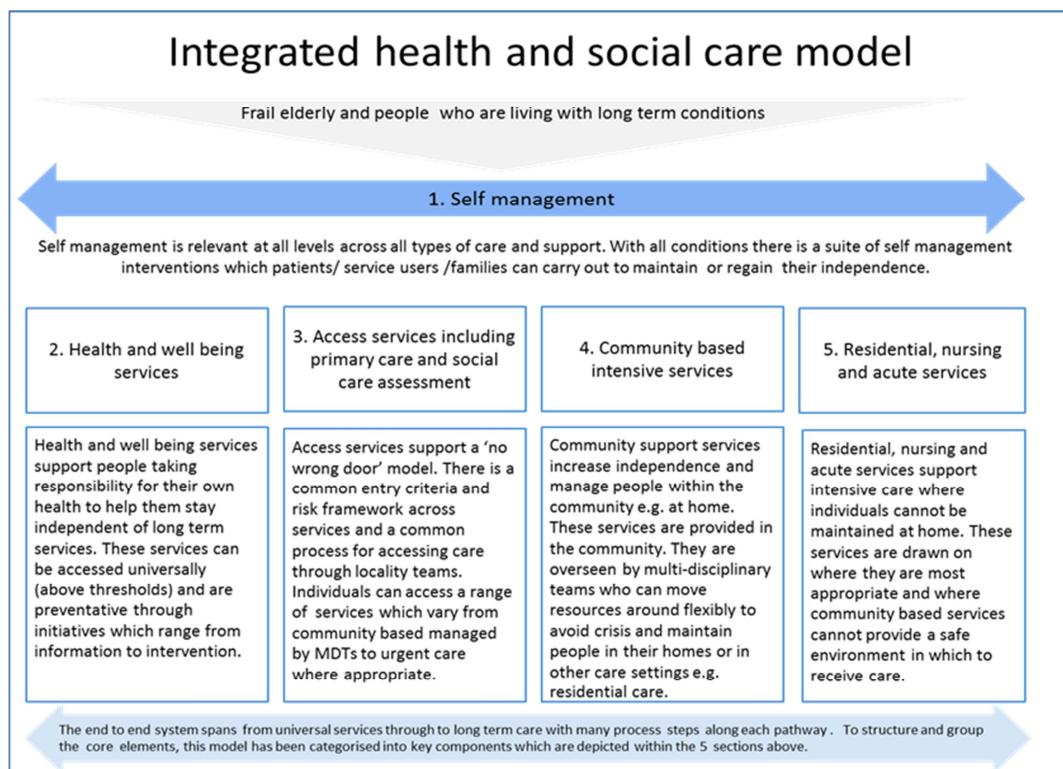 Integrated health and social care model
Frail elderly and people who are living with long term conditions
1. Self management
Self management is relevant at all levels across all types of care and support. With all conditions there is a suite of self management
interventions which patients/ service users /families can carry out to maintain or regain their independence.
2. Health and well being
services
3. Access services including
primary care and social
care assessment
4. Community based
intensive services
5. Residential, nursing
and acute services
Health and well being services
support people taking
responsibility for their own
health to help them stay
independent of long term
services. These services can
be accessed universally
(above thresholds) and are
preventative through
initiatives which range from
information to intervention.
Access services support a ‘no
wrong door’ model. There is a
common entry criteria and
risk framework across
services and a common
process for accessing care
through locality teams.
Individuals can access a range
of services which vary from
community based managed
by MDTs to urgent care
where appropriate.
Community support services
increase independence and
manage people within the
community e.g. at home.
These services are provided in
the community. They are
overseen by multi-disciplinary
teams who can move
resources around flexibly to
avoid crisis and maintain
people in their homes or in
other care settings e.g.
residential care.
Residential, nursing and
acute services support
intensive care where
individuals cannot be
maintained at home. These
services are drawn on
where they are most
appropriate and where
community based services
cannot provide a safe
environment in which to
receive care.
The end to end system spans from universal services through to long term care with many process steps along each pathway . To structure and group
the core elements, this model has been categorised into key components which are depicted within the 5 sections above.